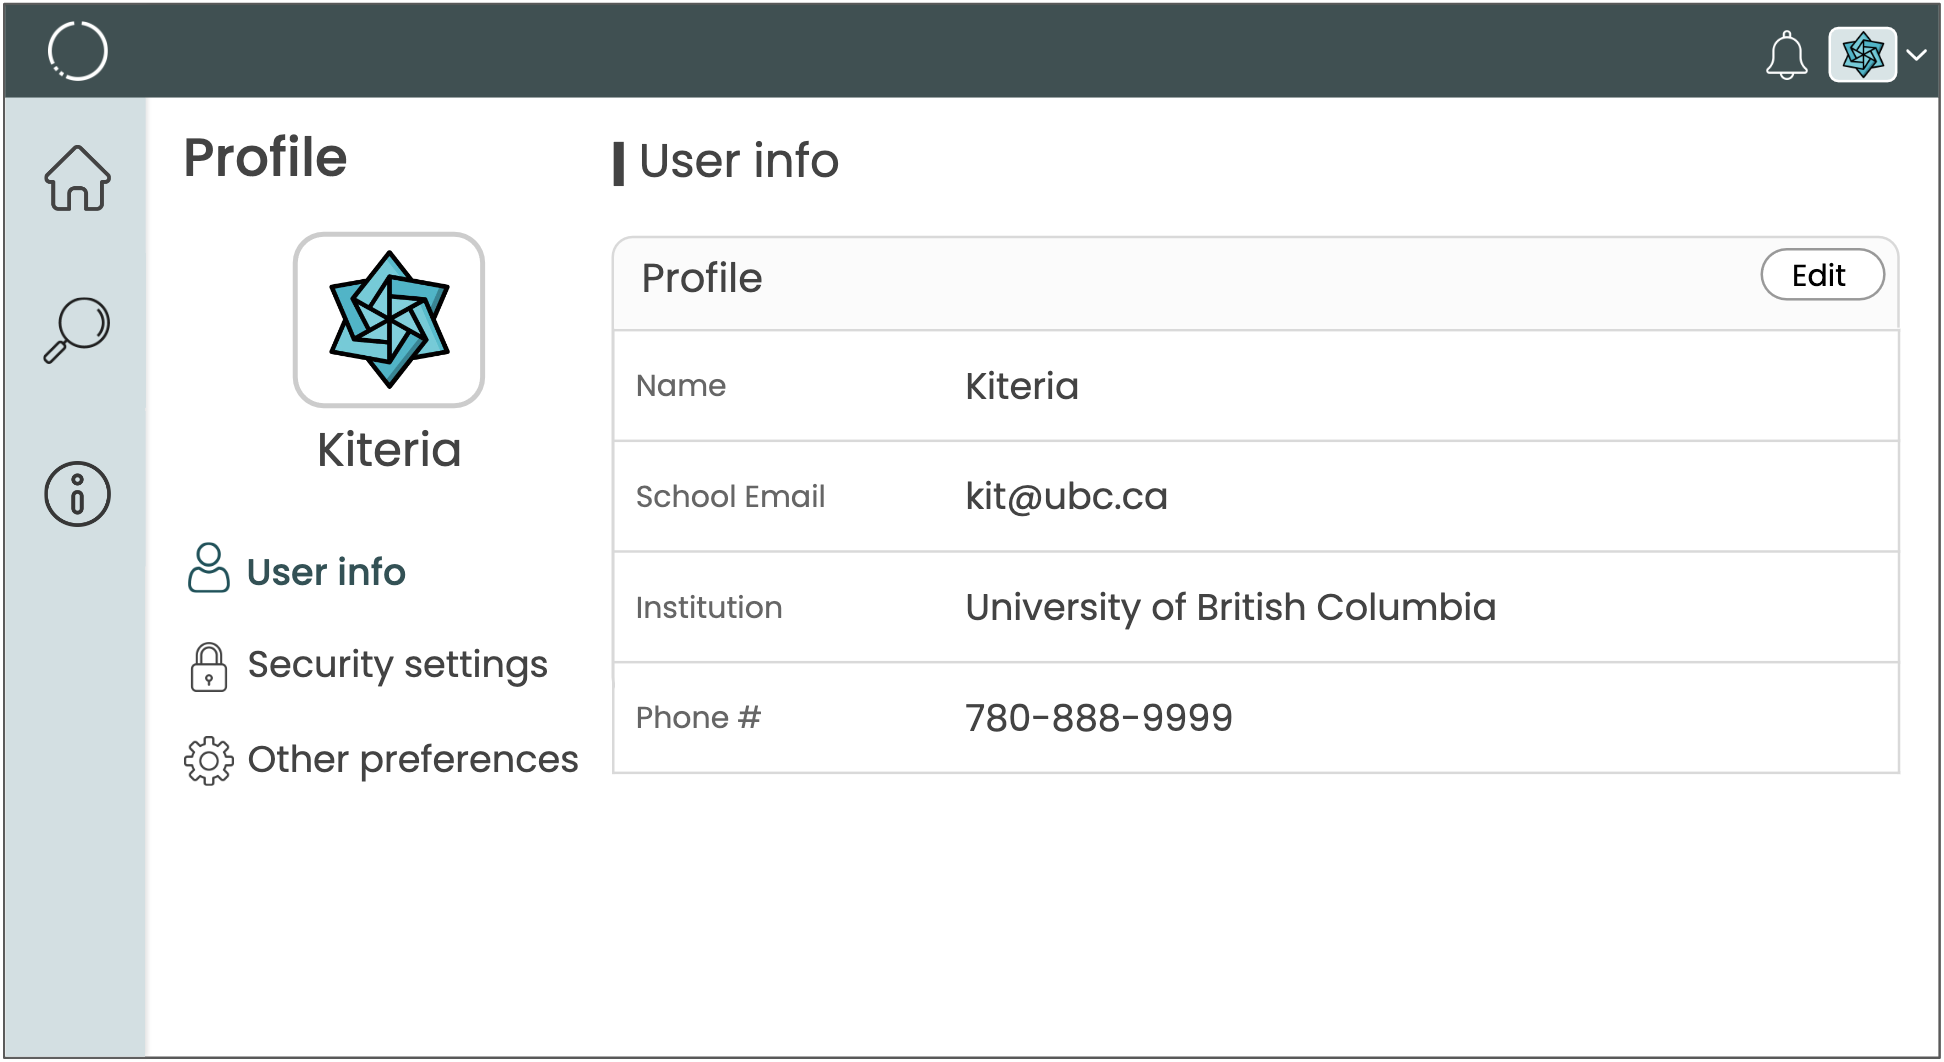 Profile
Kiteria
User info
Security settings
Other preferences
User info
Profile
Edit
Name Kiteria
School Email kit@ubc.ca
Institution University of British Columbia
Phone # 780-888-9999